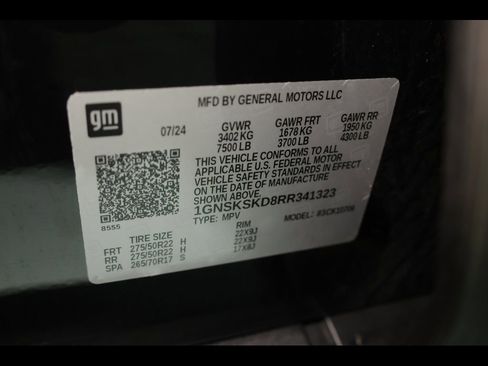 MFD BY GENERAL MOTORS LLC
gm
07/24 GVWR GAWR FRT GAWR RR
3402 KG 1678 KG 1950 KG
7500 LB 3700 LB 4300 LB
THIS VEHICLE CONFORMS TO ALL
APPLICABLE U.S. FEDERAL MOTOR
VEHICLE SAFETY STANDARDS IN EFFECT
ON THE DATE OF MANUFACTURE
SHOWN ABOVE.
1GNSKSKD8RR341323
8555
TYPE: MPV MODEL:
TIRE SIZE RIM
FRT 275/50R22 H 22X9J
RR 275/50R22 H 22X9J
SPA 265/70R17 S 17X8J